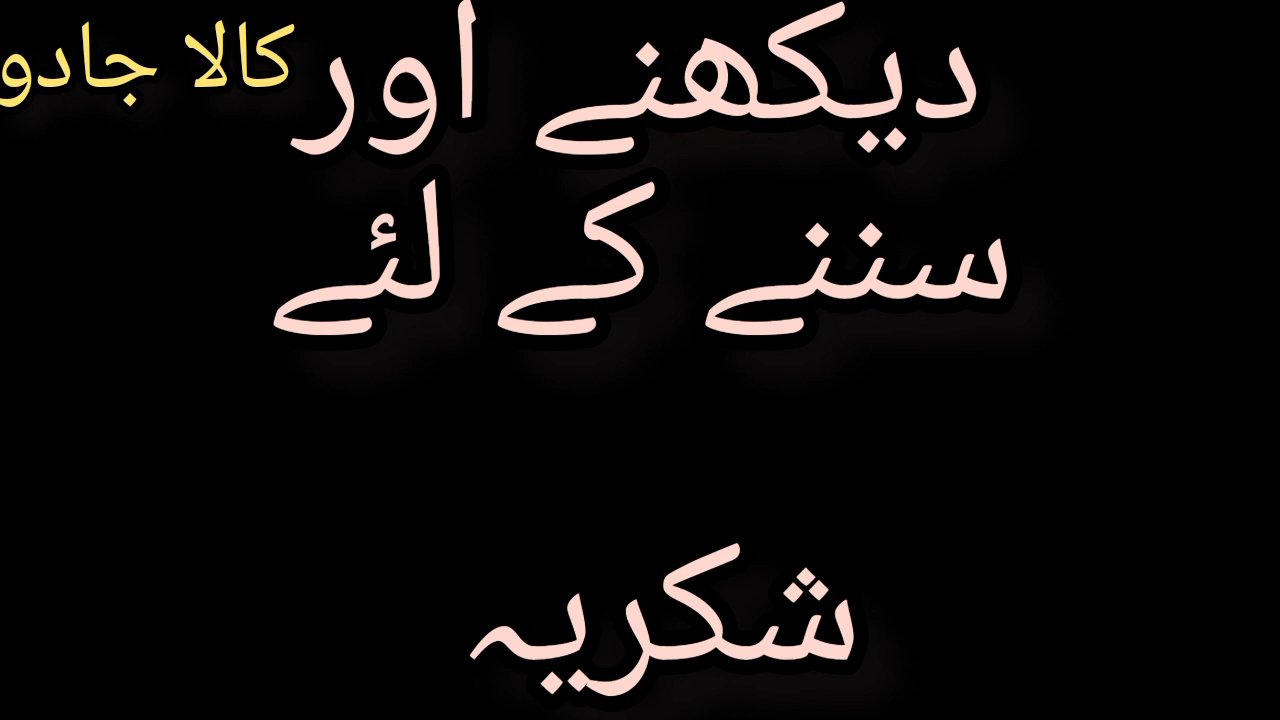 کالا جادو
دیکھنے اور
سننے کے لئے
شکریہ